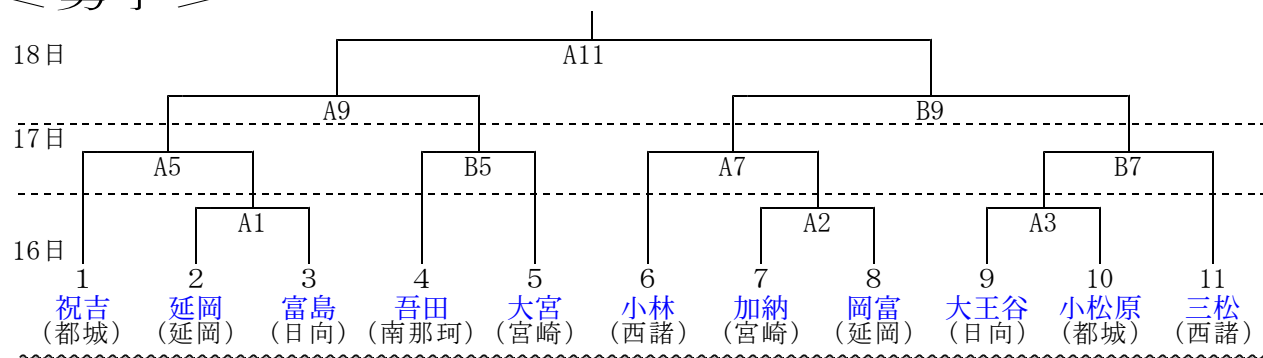 18日
A11
A9 B9
17日
A5 B5 A7 B7
A1 A2 A3
16日
1 2 3 4 5 6 7 8 9 10 11
祝吉 延岡 富島 吾田 大宮 小林 加納 岡富 大王谷 小松原 三松
(都城) (延岡) (日向) (南那珂) (宮崎) (西諸) (宮崎) (延岡) (日向) (都城) (西諸)